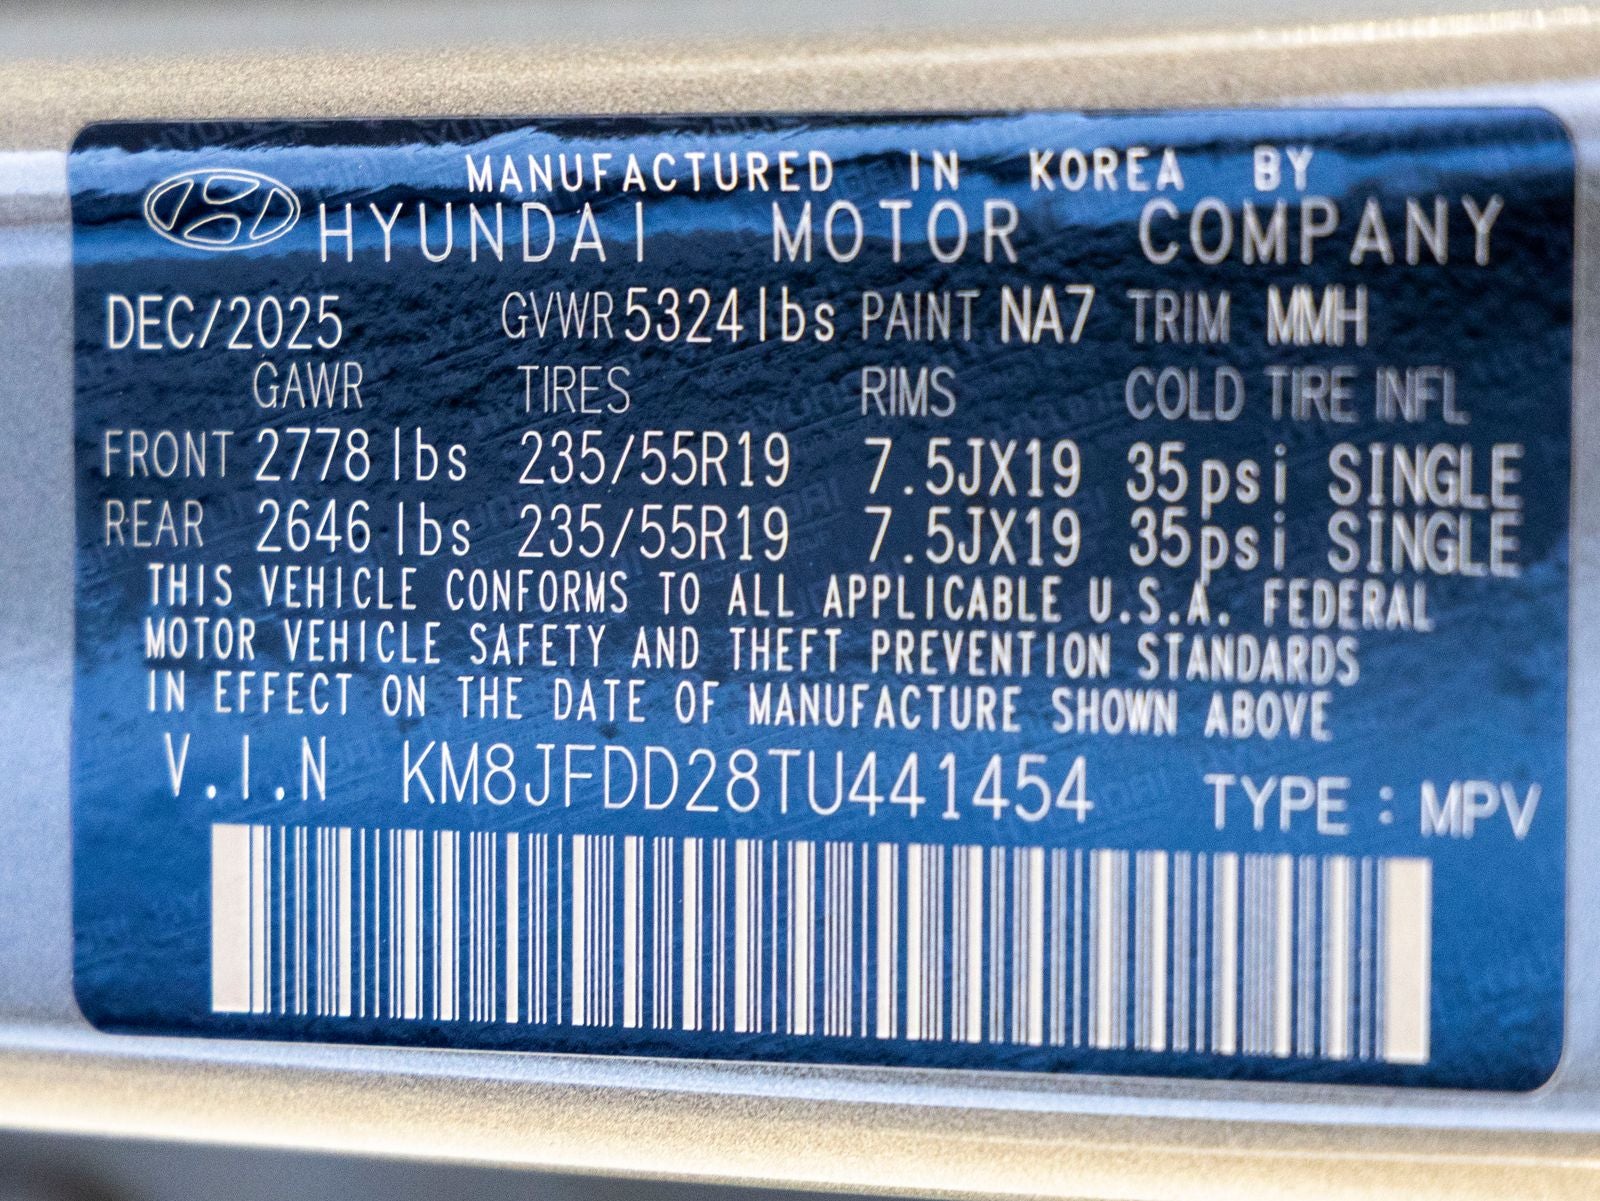 MANUFACTURED IN KOREA BY
HYUNDAI MOTOR COMPANY
DEC/2025 GVWR 5324lbs PAINT NA7 TRIM MMH
GAWR TIRES RIMS COLD TIRE INFL
FRONT 2778 lbs 235/55R19 7.5JX19 35psi SINGLE
REAR 2646 lbs 235/55R19 7.5JX19 35psi SINGLE
THIS VEHICLE CONFORMS TO ALL APPLICABLE U.S.A. FEDERAL
MOTOR VEHICLE SAFETY AND THEFT PREVENTION STANDARDS
IN EFFECT ON THE DATE OF MANUFACTURE SHOWN ABOVE
V.I.N KM8JFDD28TU441454 TYPE : MPV